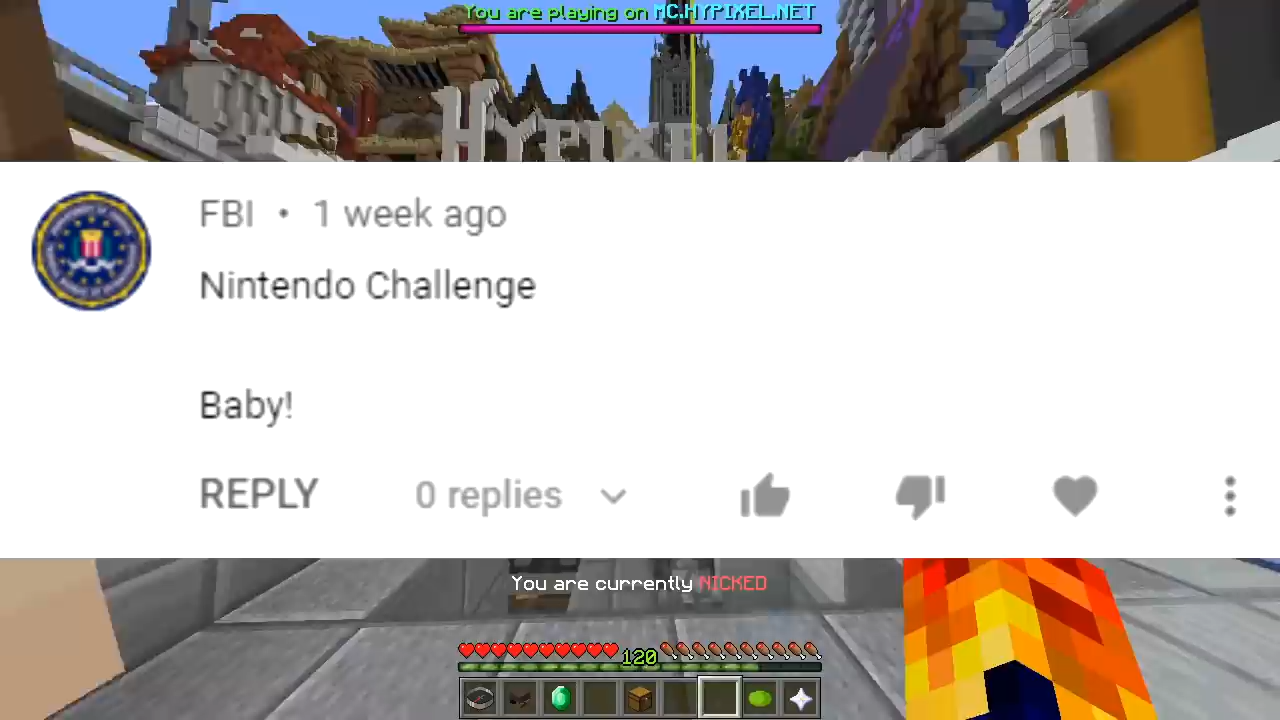 You are playing on MC.HYPIXEL.NET
HYPIXEL
FBI • 1 week ago
Nintendo Challenge
Baby!
REPLY 0 replies
You are currently NICKED
120